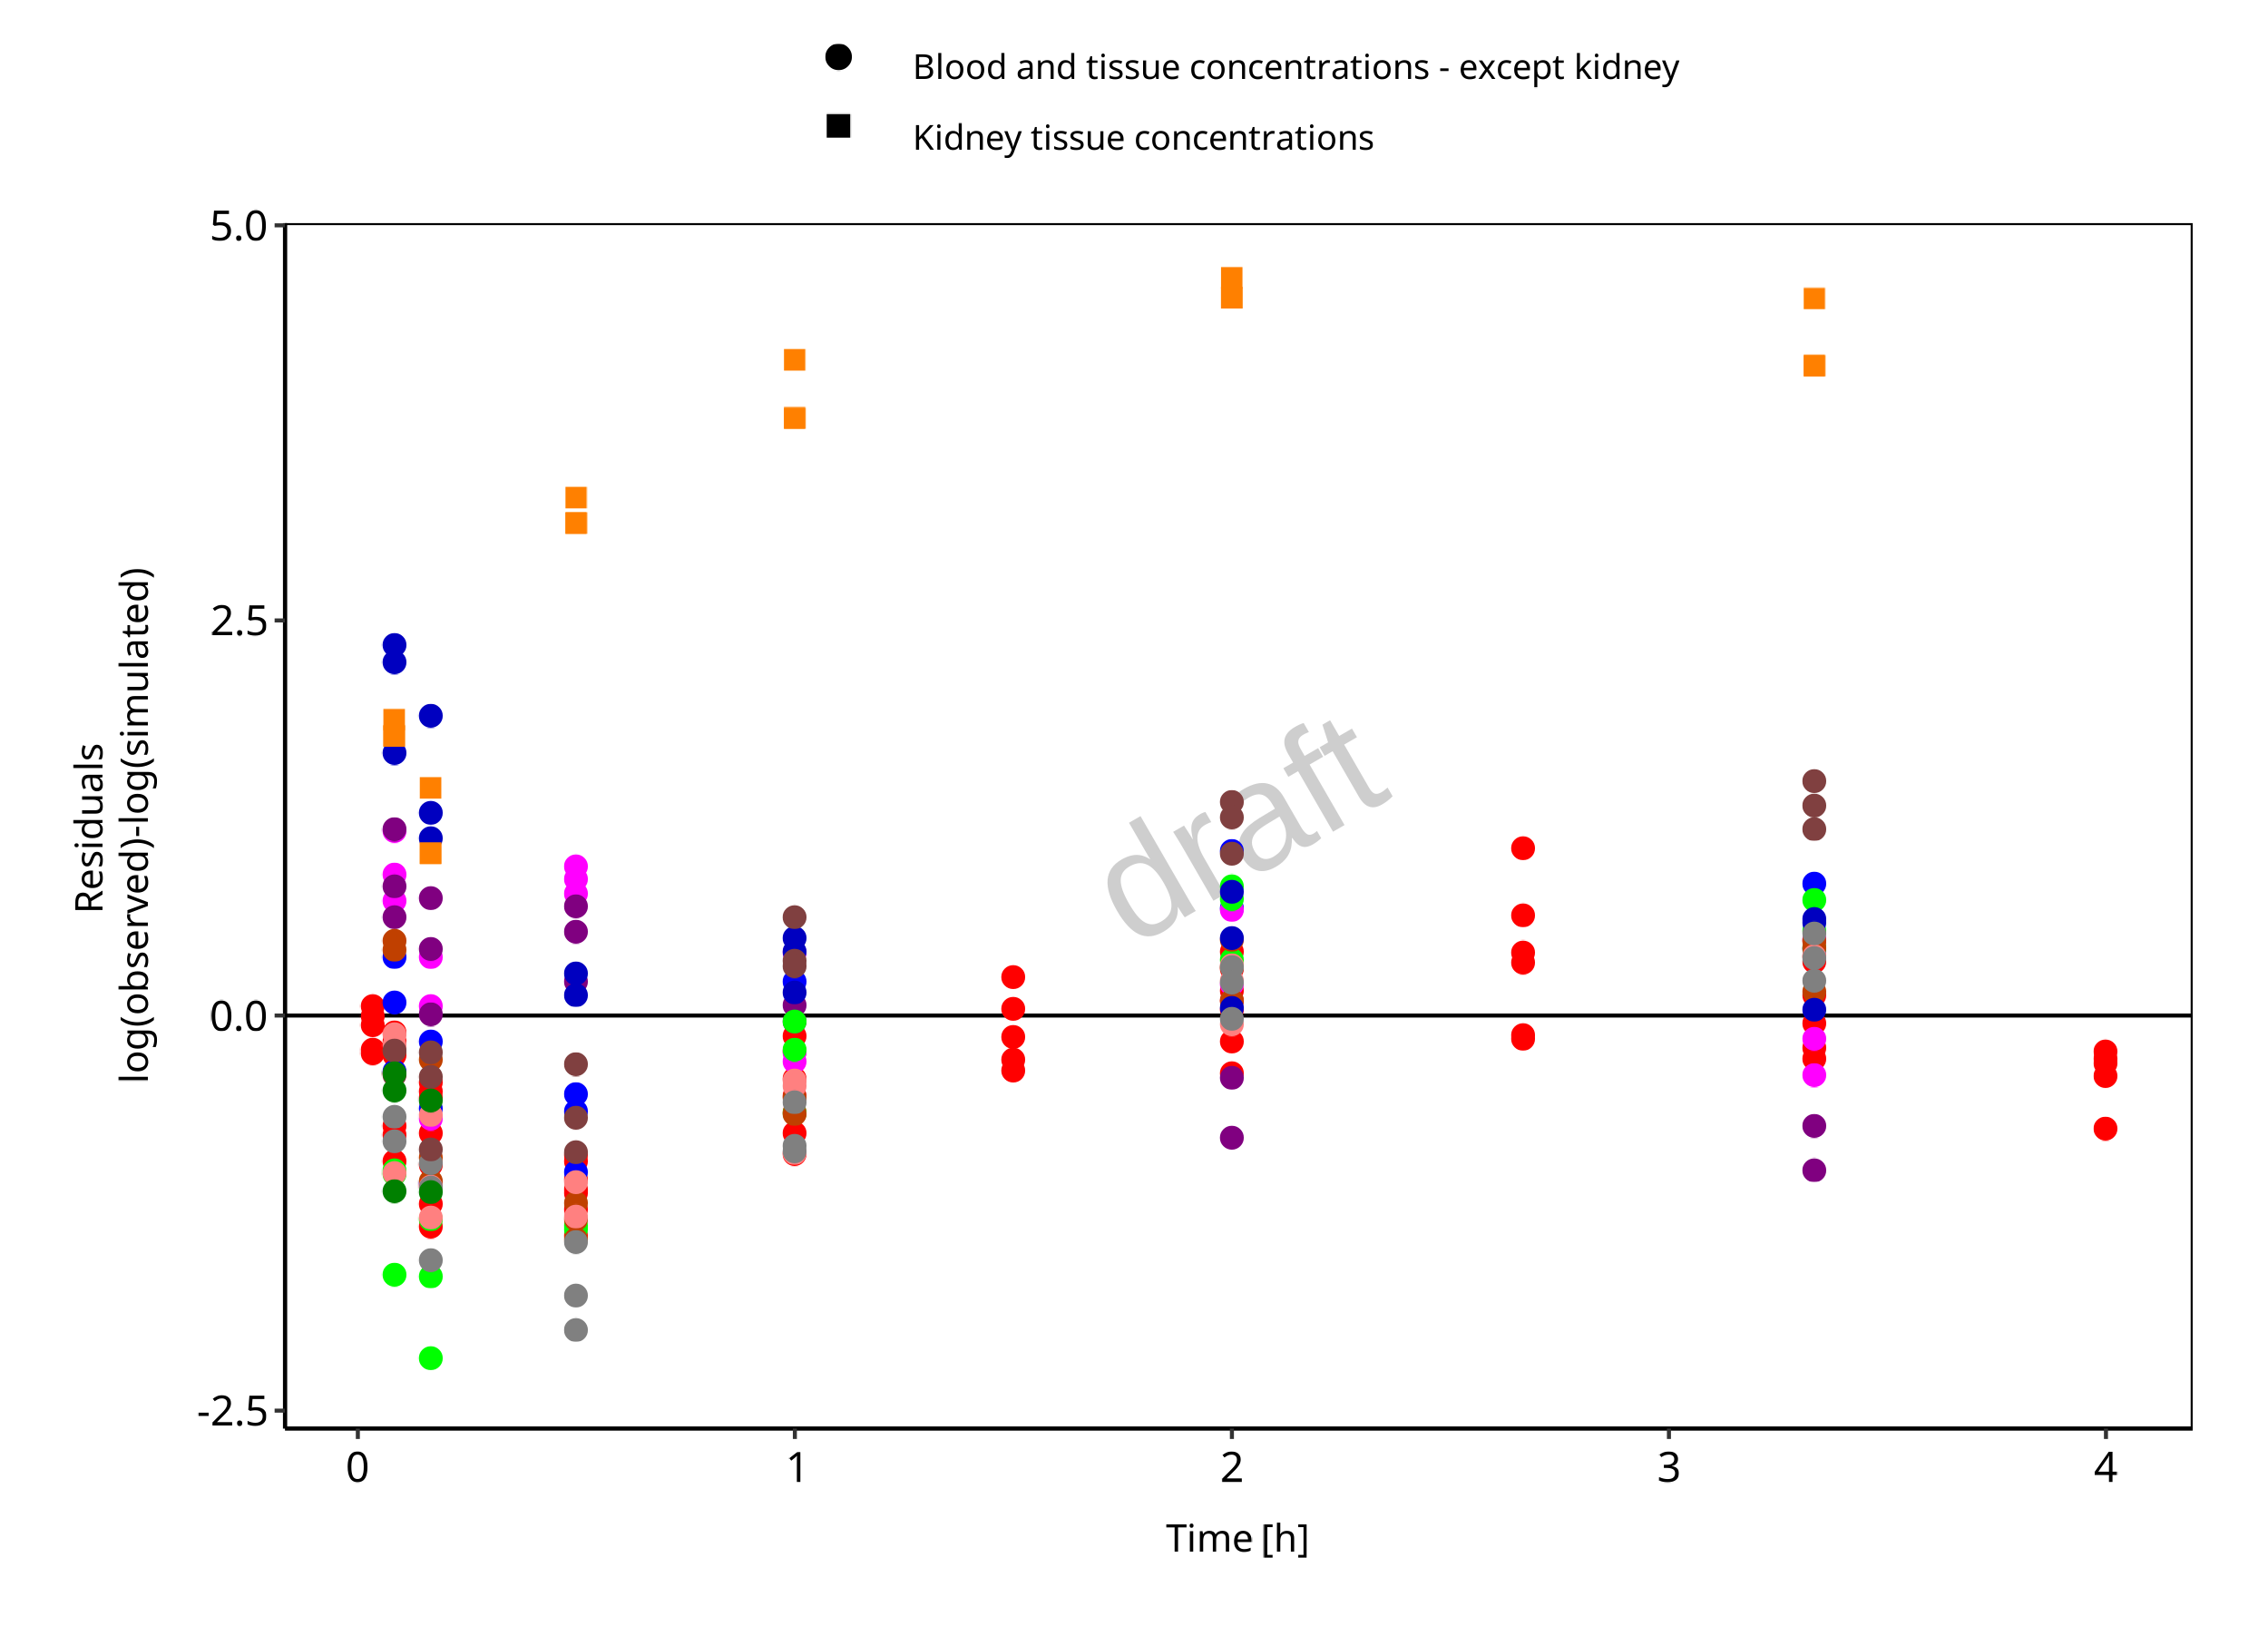 Blood and tissue concentrations - except kidney
Kidney tissue concentrations
5.0
2.5
0.0
-2.5
Residuals
log(observed)-log(simulated)
draft
0 1 2 3 4
Time [h]